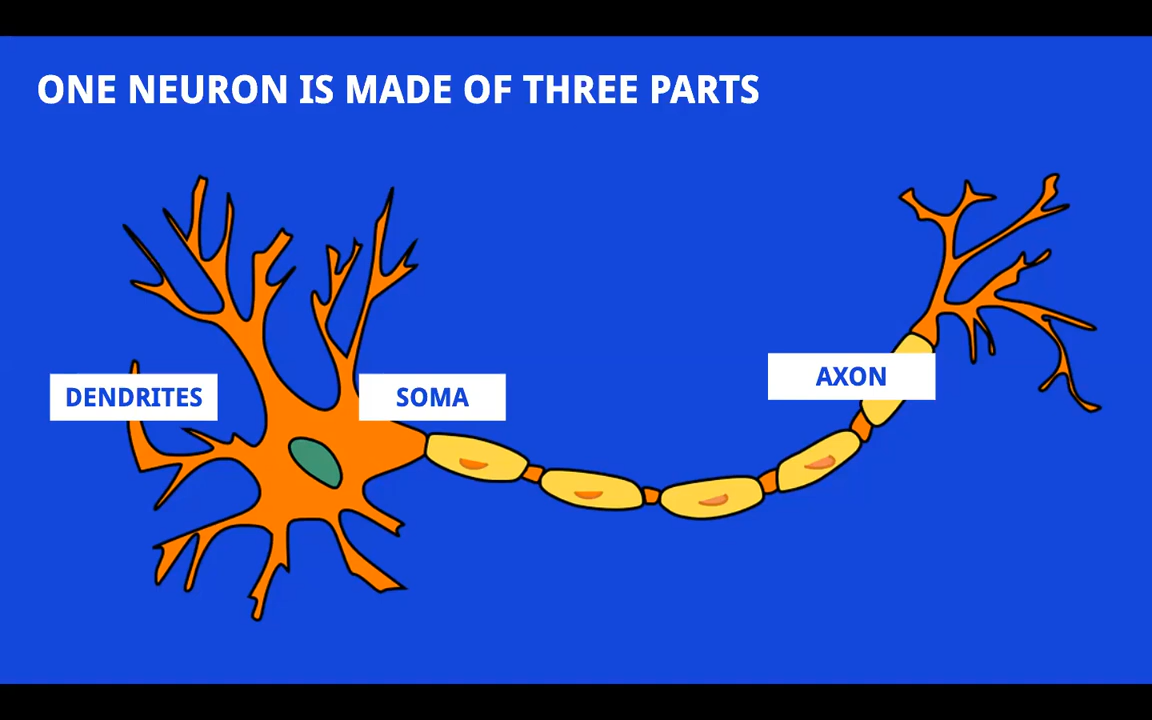 ONE NEURON IS MADE OF THREE PARTS
DENDRITES
SOMA
AXON